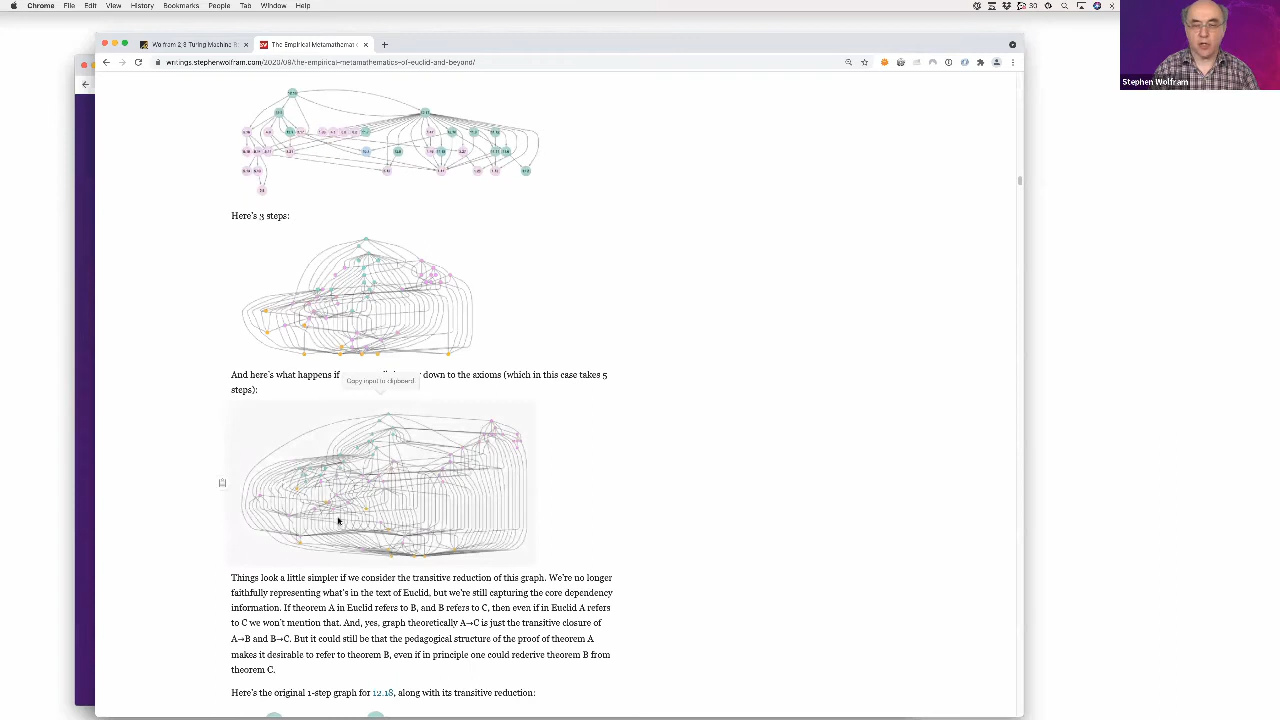 Chrome File Edit View History Bookmarks People Tab Window Help
30
Stephen Wolfram
Wolfram 2,3 Turing Machine R
The Empirical Metamathemat
writings.stephenwolfram.com/2020/09/the-empirical-metamathematics-of-euclid-and-beyond/
Here's 3 steps:
And here's what happens if down to the axioms (which in this case takes 5
Copy input to clipboard.
steps):
Things look a little simpler if we consider the transitive reduction of this graph. We're no longer
faithfully representing what's in the text of Euclid, but we're still capturing the core dependency
information. If theorem A in Euclid refers to B, and B refers to C, then even if in Euclid A refers
to C we won't mention that. And, yes, graph theoretically A→C is just the transitive closure of
A→B and B→C. But it could still be that the pedagogical structure of the proof of theorem A
makes it desirable to refer to theorem B, even if in principle one could rederive theorem B from
theorem C.
Here's the original 1-step graph for 12.18, along with its transitive reduction: